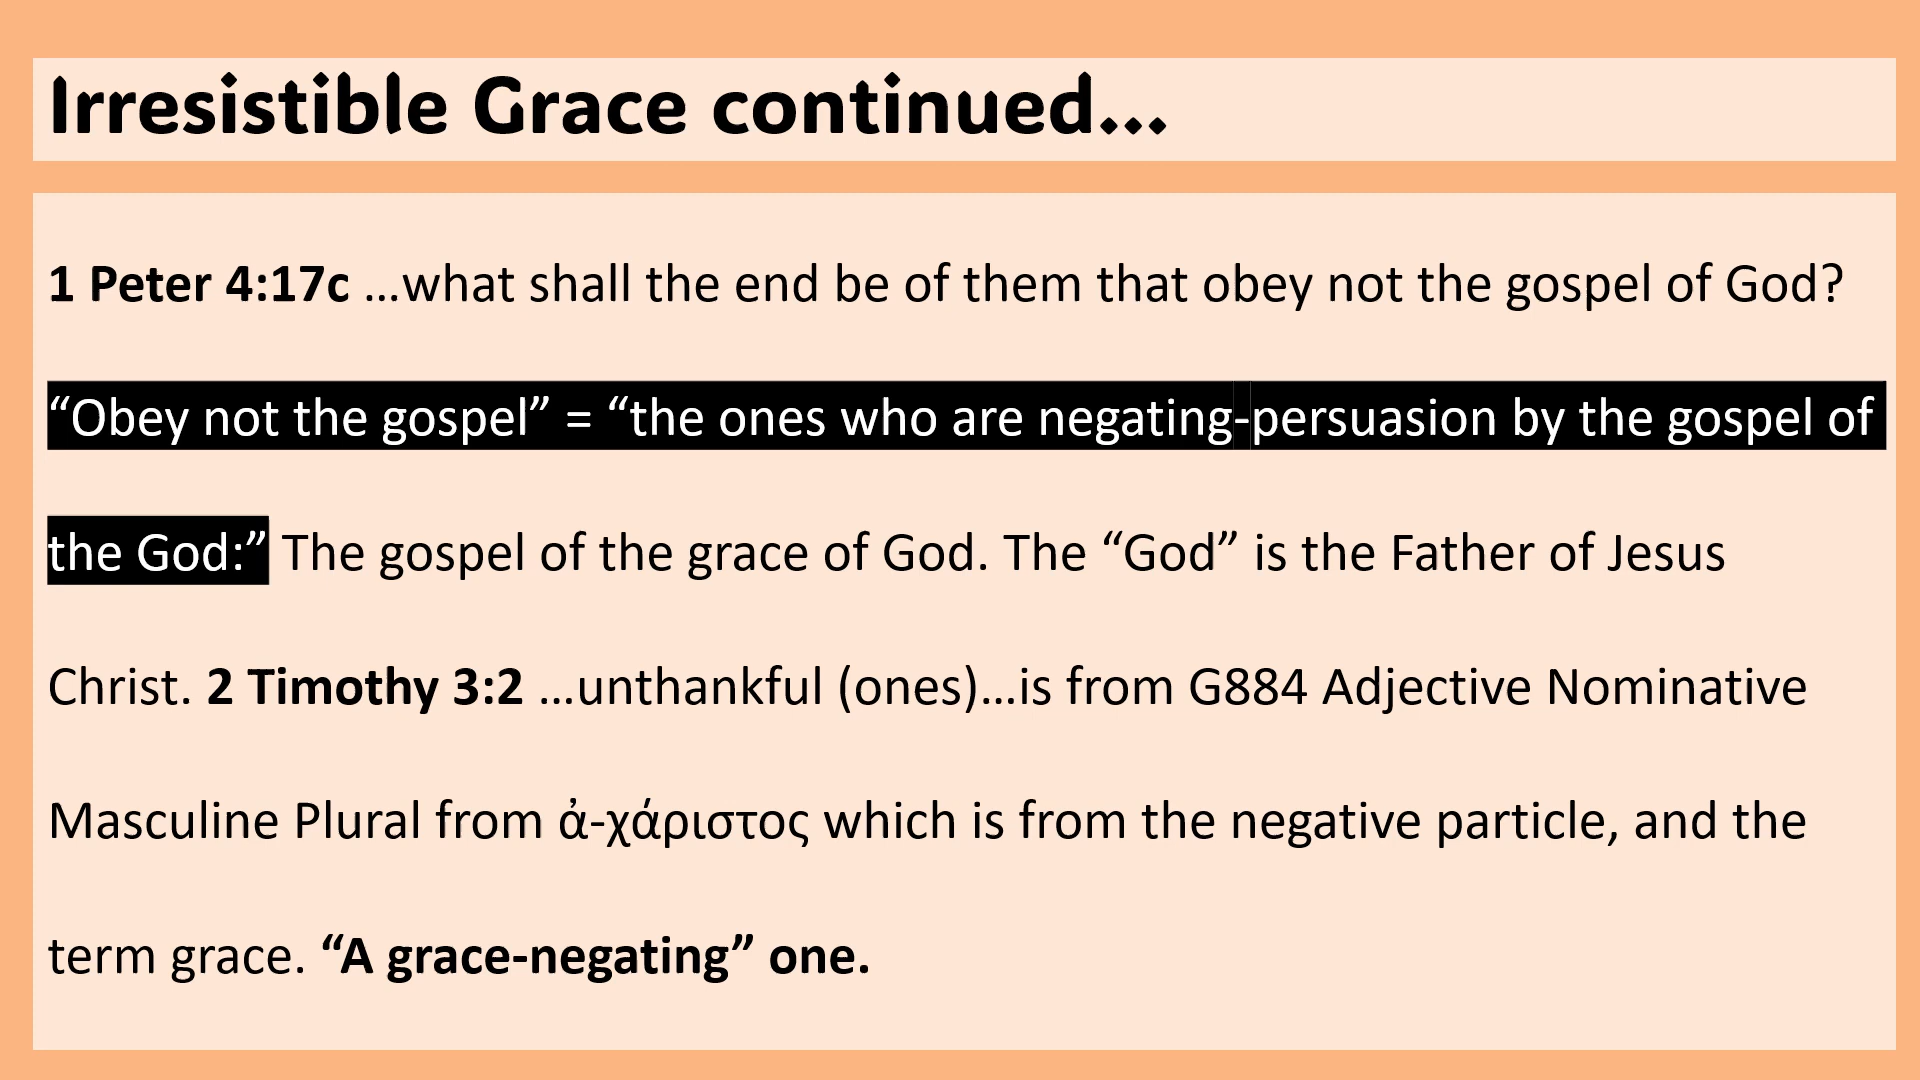 Irresistible Grace continued...
1 Peter 4:17c …what shall the end be of them that obey not the gospel of God?
“Obey not the gospel” = “the ones who are negating-persuasion by the gospel of
the God:” The gospel of the grace of God. The “God” is the Father of Jesus
Christ. 2 Timothy 3:2 …unthankful (ones)…is from G884 Adjective Nominative
Masculine Plural from ἀ-χάριστος which is from the negative particle, and the
term grace. “A grace-negating” one.